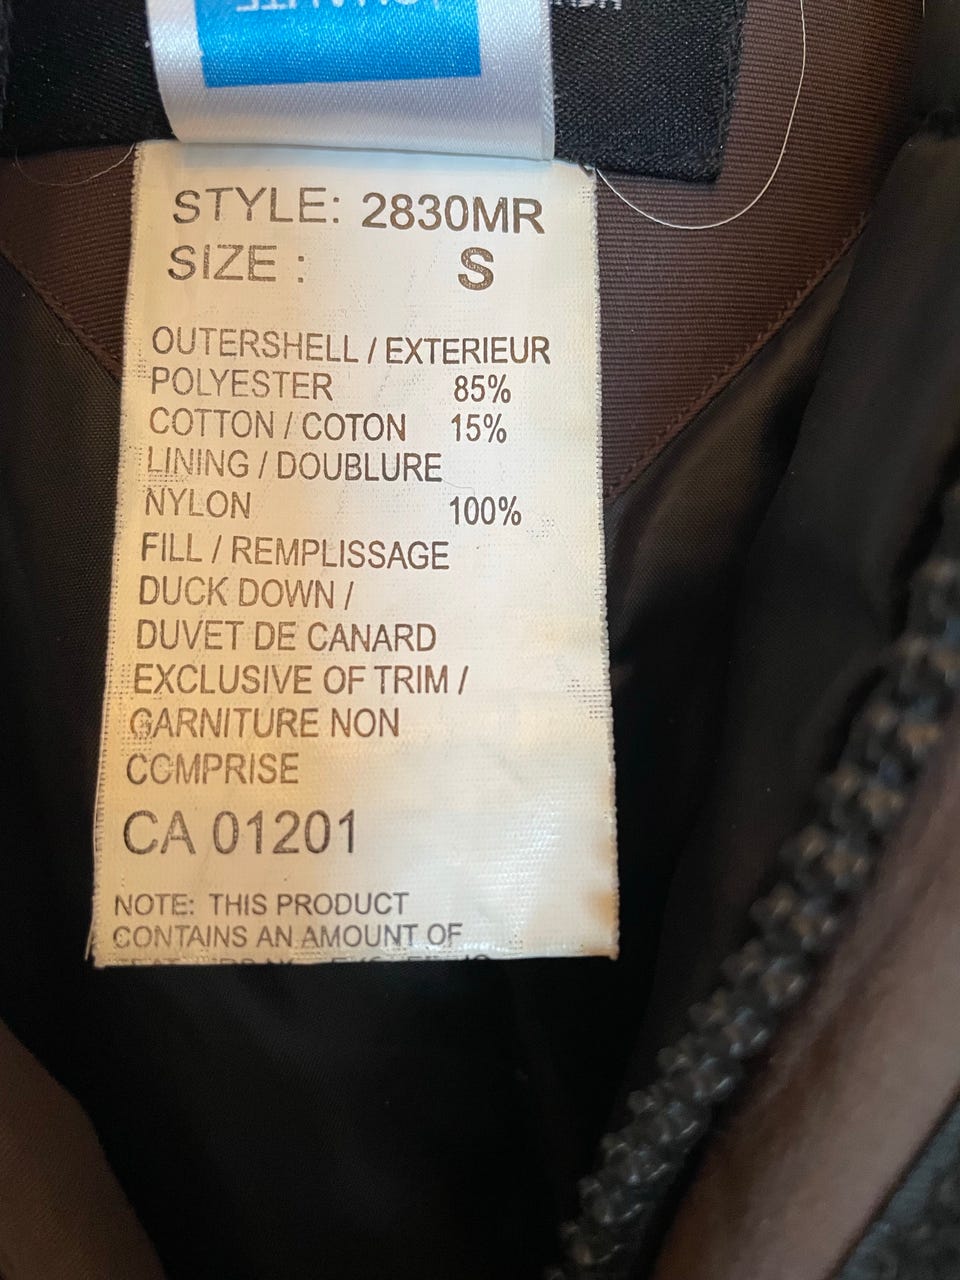 STYLE: 2830MR
SIZE : S
OUTERSHELL / EXTERIEUR
POLYESTER 85%
COTTON / COTON 15%
LINING / DOUBLURE
NYLON 100%
FILL / REMPLISSAGE
DUCK DOWN /
DUVET DE CANARD
EXCLUSIVE OF TRIM /
GARNITURE NON
COMPRISE
CA 01201
NOTE: THIS PRODUCT
CONTAINS AN AMOUNT OF